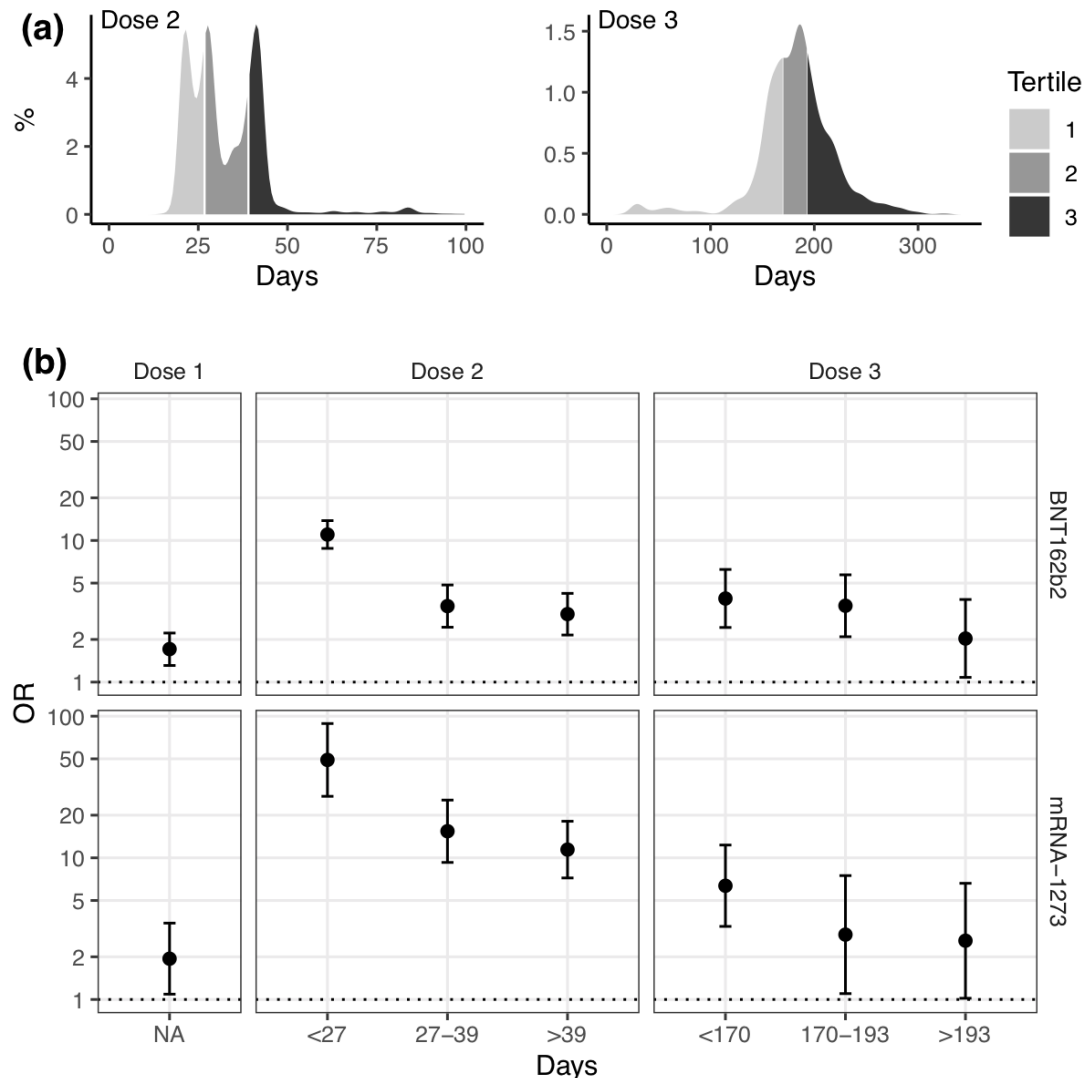 (a)
Dose 2
Dose 3
%
4
2
0
0 25 50 75 100
Days
1.5
1.0
0.5
0.0
0 100 200 300
Days
Tertile
1
2
3
(b)
Dose 1 Dose 2 Dose 3
OR
100
50
20
10
5
2
1
BNT162b2
100
50
20
10
5
2
1
mRNA−1273
NA <27 27−39 >39 <170 170−193 >193
Days